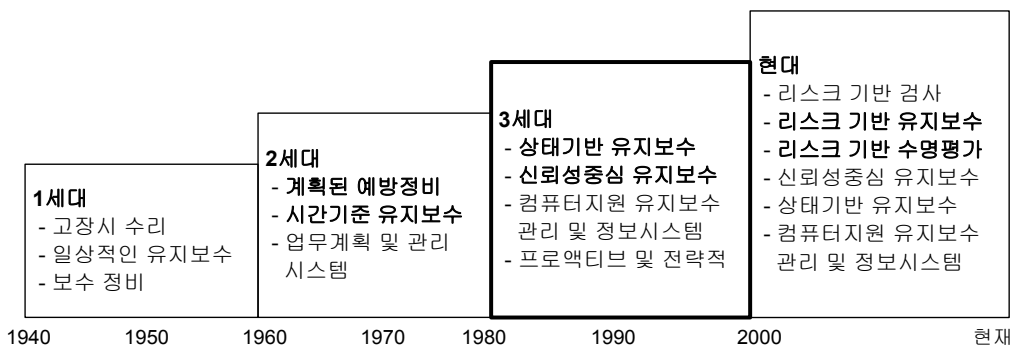 1세대
- 고장시 수리
- 일상적인 유지보수
- 보수 정비
2세대
- 계획된 예방정비
- 시간기준 유지보수
- 업무계획 및 관리
시스템
3세대
- 상태기반 유지보수
- 신뢰성중심 유지보수
- 컴퓨터지원 유지보수
관리 및 정보시스템
- 프로액티브 및 전략적
현대
- 리스크 기반 검사
- 리스크 기반 유지보수
- 리스크 기반 수명평가
- 신뢰성중심 유지보수
- 상태기반 유지보수
- 컴퓨터지원 유지보수
관리 및 정보시스템
1940 1950 1960 1970 1980 1990 2000 현재